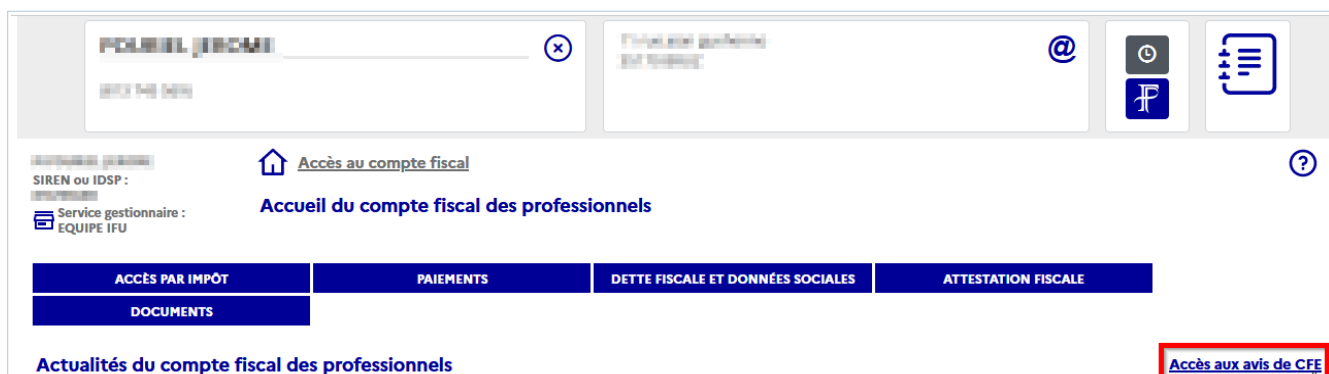 @
Accès au compte fiscal
?
SIREN ou IDSP :
Service gestionnaire :
EQUIPE IFU
Accueil du compte fiscal des professionnels
ACCÈS PAR IMPÔT
PAIEMENTS
DETTE FISCALE ET DONNÉES SOCIALES
ATTESTATION FISCALE
DOCUMENTS
Actualités du compte fiscal des professionnels
Accès aux avis de CFE